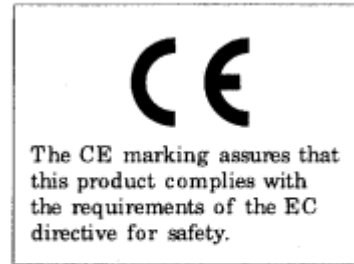 CE
The CE marking assures that
this product complies with
the requirements of the EC
directive for safety.